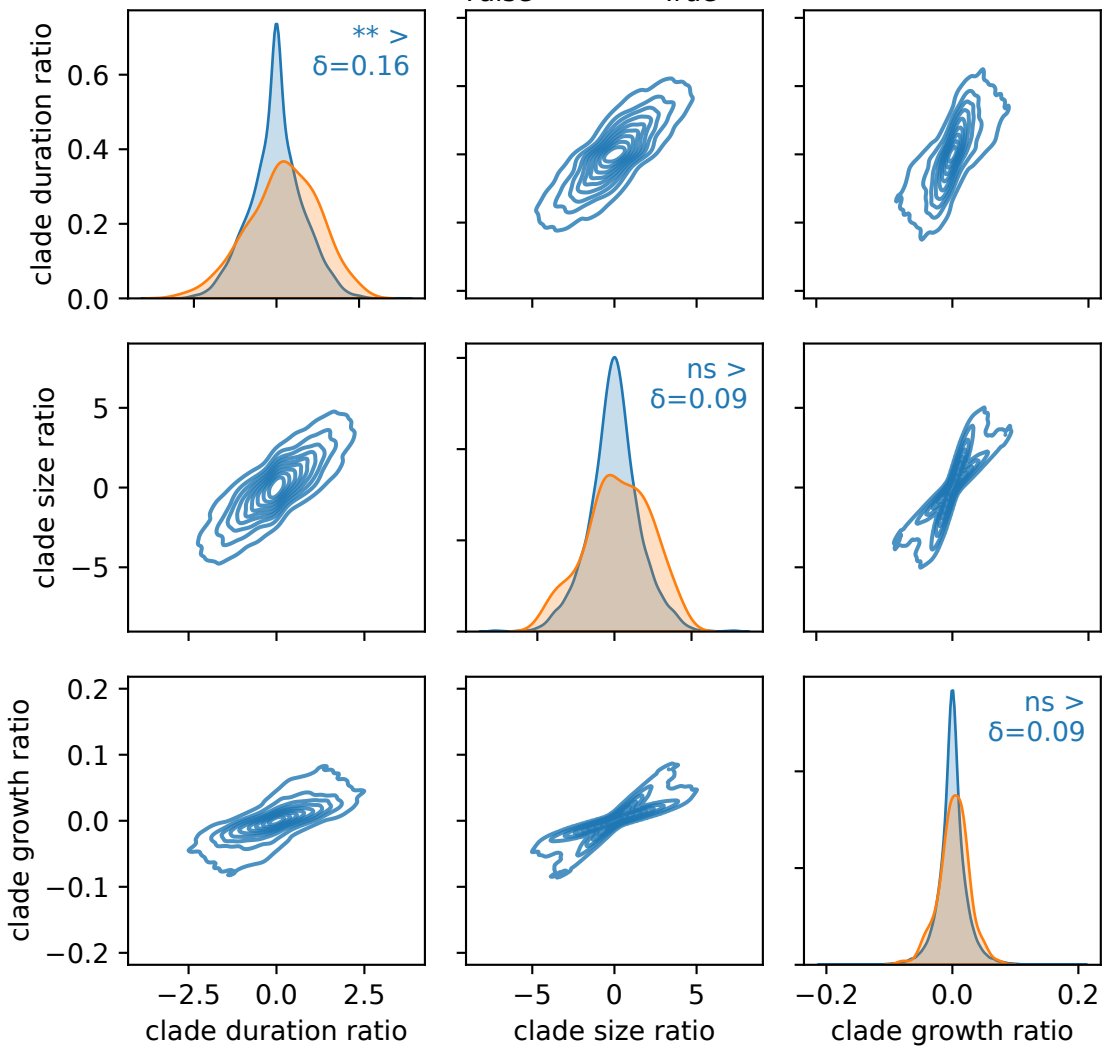 clade duration ratio
0.6
0.4
0.2
0.0
** >
δ=0.16
clade size ratio
5
0
−5
ns >
δ=0.09
clade growth ratio
0.2
0.1
0.0
−0.1
−0.2
ns >
δ=0.09
−2.5 0.0 2.5
−5 0 5
−0.2 0.0 0.2
clade duration ratio
clade size ratio
clade growth ratio